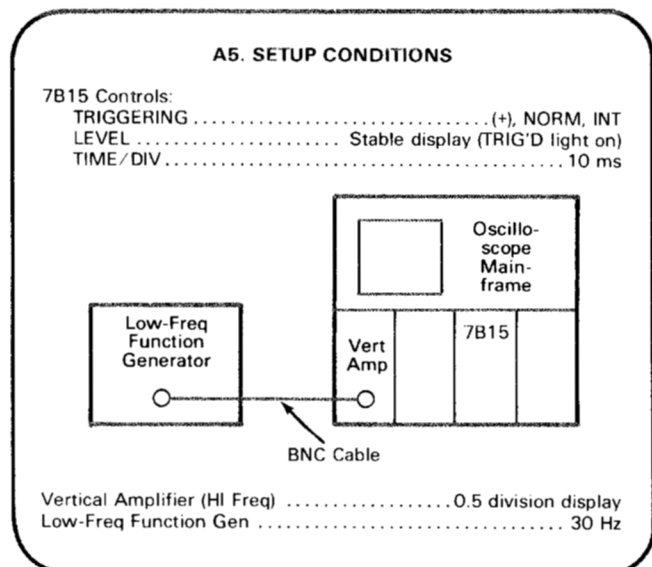 A5. SETUP CONDITIONS
7B15 Controls:
TRIGGERING ................................ (+), NORM, INT
LEVEL ...................... Stable display (TRIG'D light on)
TIME/DIV ........................................... 10 ms
Oscillo-
scope
Main-
frame
Low-Freq
Function
Generator
Vert
Amp
7B15
BNC Cable
Vertical Amplifier (HI Freq) .................. 0.5 division display
Low-Freq Function Gen ................................. 30 Hz